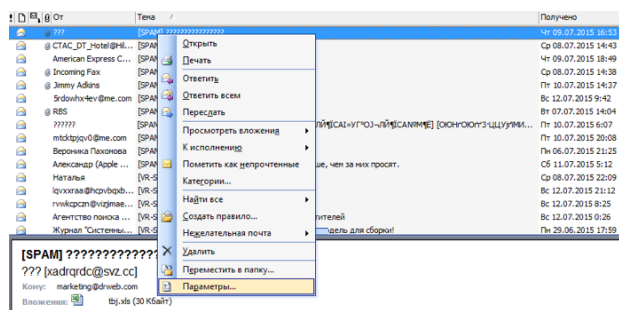 От Тема Получено
??? [SPAM] ???????????????? Чт 09.07.2015 16:53
CTAC_DT_Hotel@Hil... [SPAM Ср 08.07.2015 14:43
American Express C... [SPAM Чт 09.07.2015 18:49
Incoming Fax [SPAM Ср 08.07.2015 14:38
Jimmy Adkins [SPAM Пт 10.07.2015 14:37
5rdowhx4ev@me.com [SPAM Вс 12.07.2015 9:42
RBS [SPAM Вт 07.07.2015 14:04
?????? [SPAM Пт 10.07.2015 6:07
mtcktpjqv0@me.com [SPAM Пт 10.07.2015 20:08
Вероника Пахонова [SPAM Пн 06.07.2015 21:25
Александр (Apple ... [SPAM ше, чем за них просят. Сб 11.07.2015 5:12
Наталья [VR-S Ср 08.07.2015 22:09
lqvxxraa@hcpvbqxb... [VR-S Вс 12.07.2015 21:12
rvwkcpczn@vizjmae... [VR-S Вс 12.07.2015 8:25
Агентство поиска ... [VR-S тителей Вс 12.07.2015 0:26
Журнал "Системны... [VR-S дель для сборки! Пн 29.06.2015 17:59
Открыть
Печать
Ответить
Ответить всем
Переслать
Просмотреть вложения
К исполнению
Пометить как непрочтенные
Категории...
Найти все
Создать правило...
Нежелательная почта
Удалить
Переместить в папку...
Параметры...
[SPAM] ?????????????
??? [xadrqrdc@svz.cc]
Кому: marketing@drweb.com
Вложения: tbj.xls (30 Кбайт)